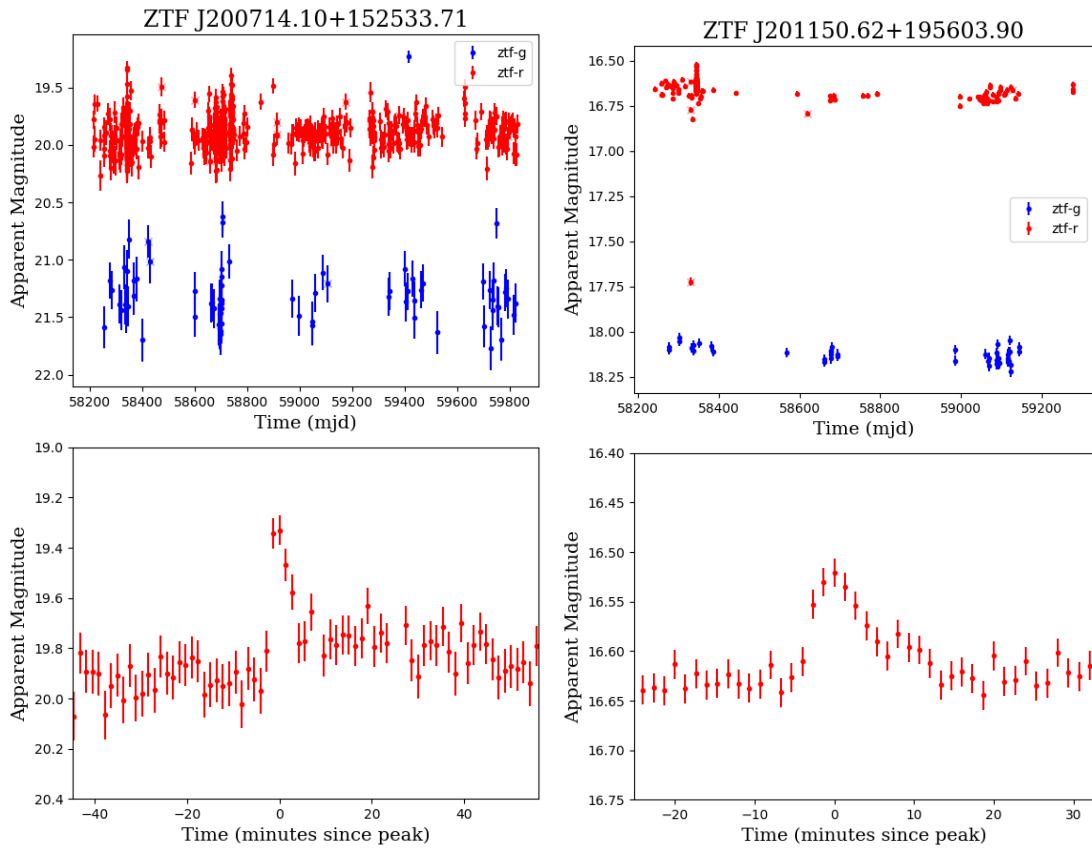 ZTF J200714.10+152533.71
ztf-g
ztf-r
19.5
20.0
20.5
21.0
21.5
22.0
Apparent Magnitude
58200 58400 58600 58800 59000 59200 59400 59600 59800
Time (mjd)
ZTF J201150.62+195603.90
16.50
16.75
17.00
17.25
17.50
17.75
18.00
18.25
Apparent Magnitude
ztf-g
ztf-r
58200 58400 58600 58800 59000 59200
Time (mjd)
19.0
19.2
19.4
19.6
19.8
20.0
20.2
20.4
Apparent Magnitude
−40 −20 0 20 40
Time (minutes since peak)
16.40
16.45
16.50
16.55
16.60
16.65
16.70
16.75
Apparent Magnitude
−20 −10 0 10 20 30
Time (minutes since peak)